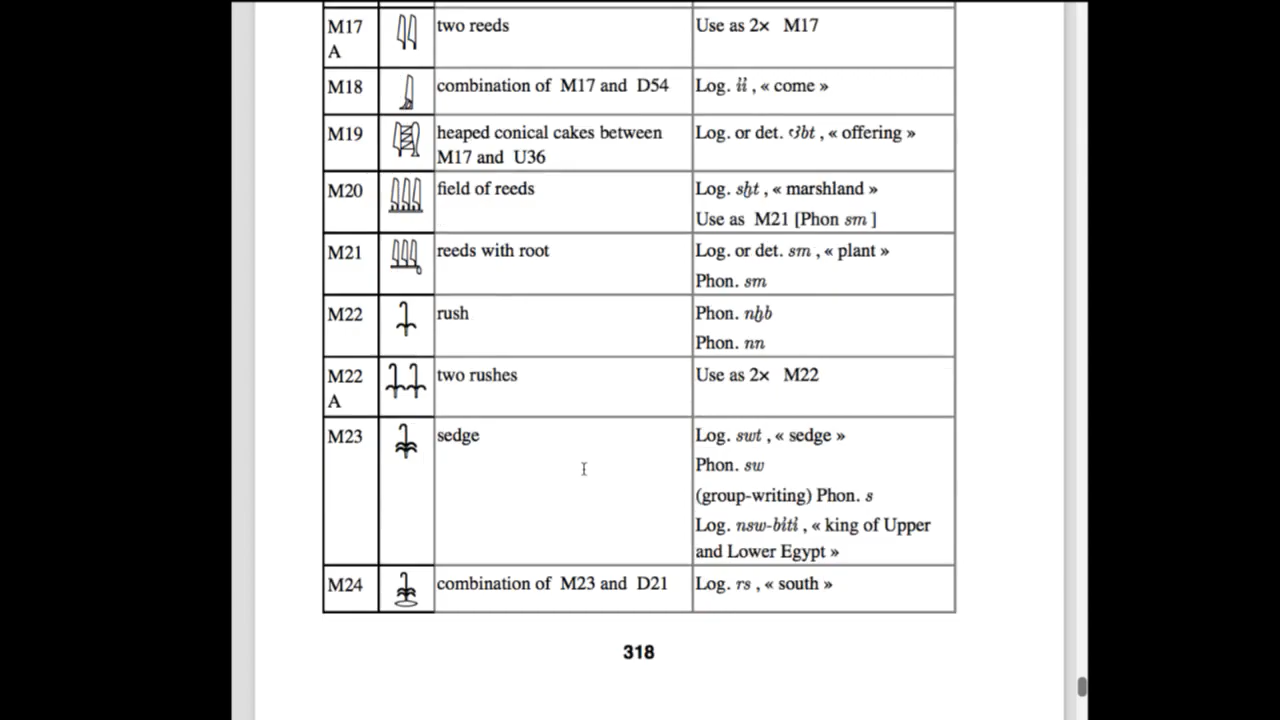 M17 A two reeds Use as 2× M17
M18 combination of M17 and D54 Log. ı͗ı͗ , « come »
M19 heaped conical cakes between M17 and U36 Log. or det. ꜥꜣbt , « offering »
M20 field of reeds Log. sḫt , « marshland »
Use as M21 [Phon sm ]
M21 reeds with root Log. or det. sm , « plant »
Phon. sm
M22 rush Phon. nḫb
Phon. nn
M22 A two rushes Use as 2× M22
M23 sedge Log. swt , « sedge »
Phon. sw
(group-writing) Phon. s
Log. nsw-bı͗tı͗ , « king of Upper
and Lower Egypt »
M24 combination of M23 and D21 Log. rs , « south »
318